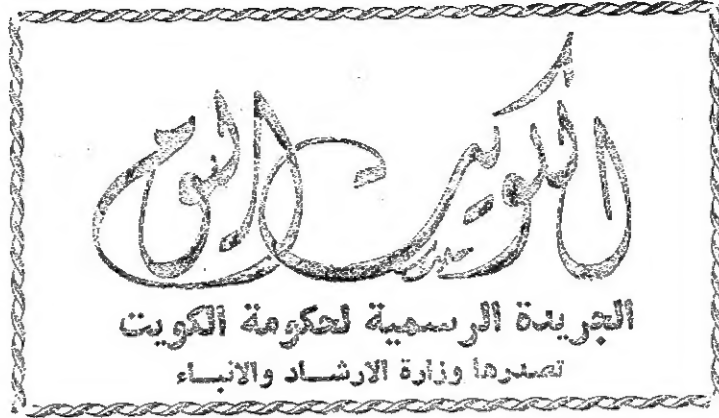 الكويت اليوم
الجريدة الرسمية لحكومة الكويت
تصدرها وزارة الارشاد والانباء